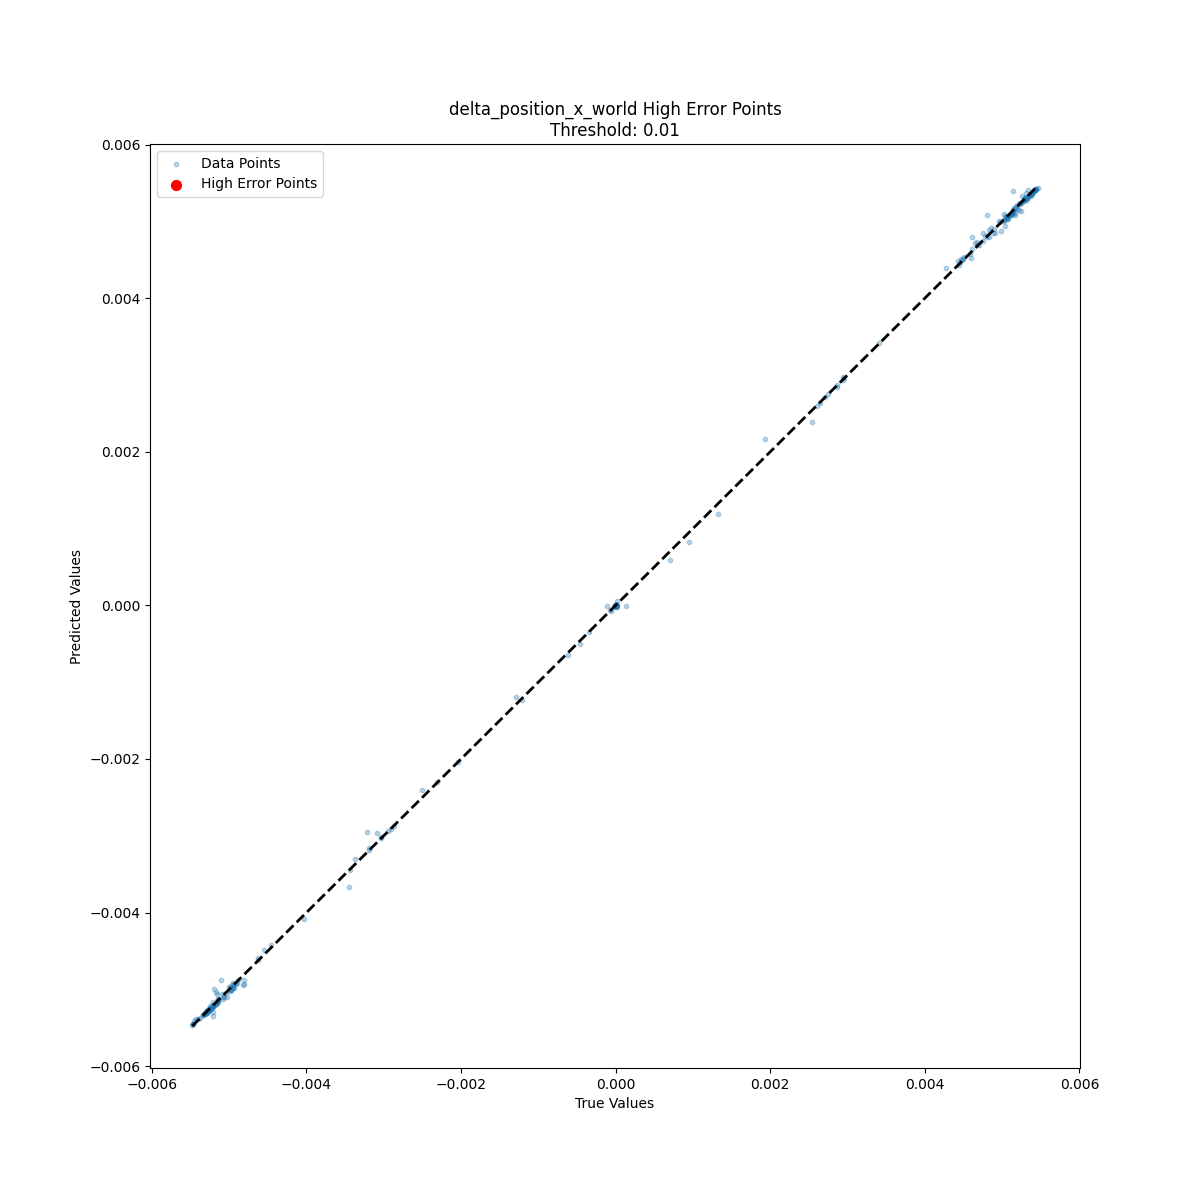 delta_position_x_world High Error Points
Threshold: 0.01
Data Points
High Error Points
0.006
0.004
0.002
0.000
−0.002
−0.004
−0.006
Predicted Values
−0.006
−0.004
−0.002
0.000
0.002
0.004
0.006
True Values